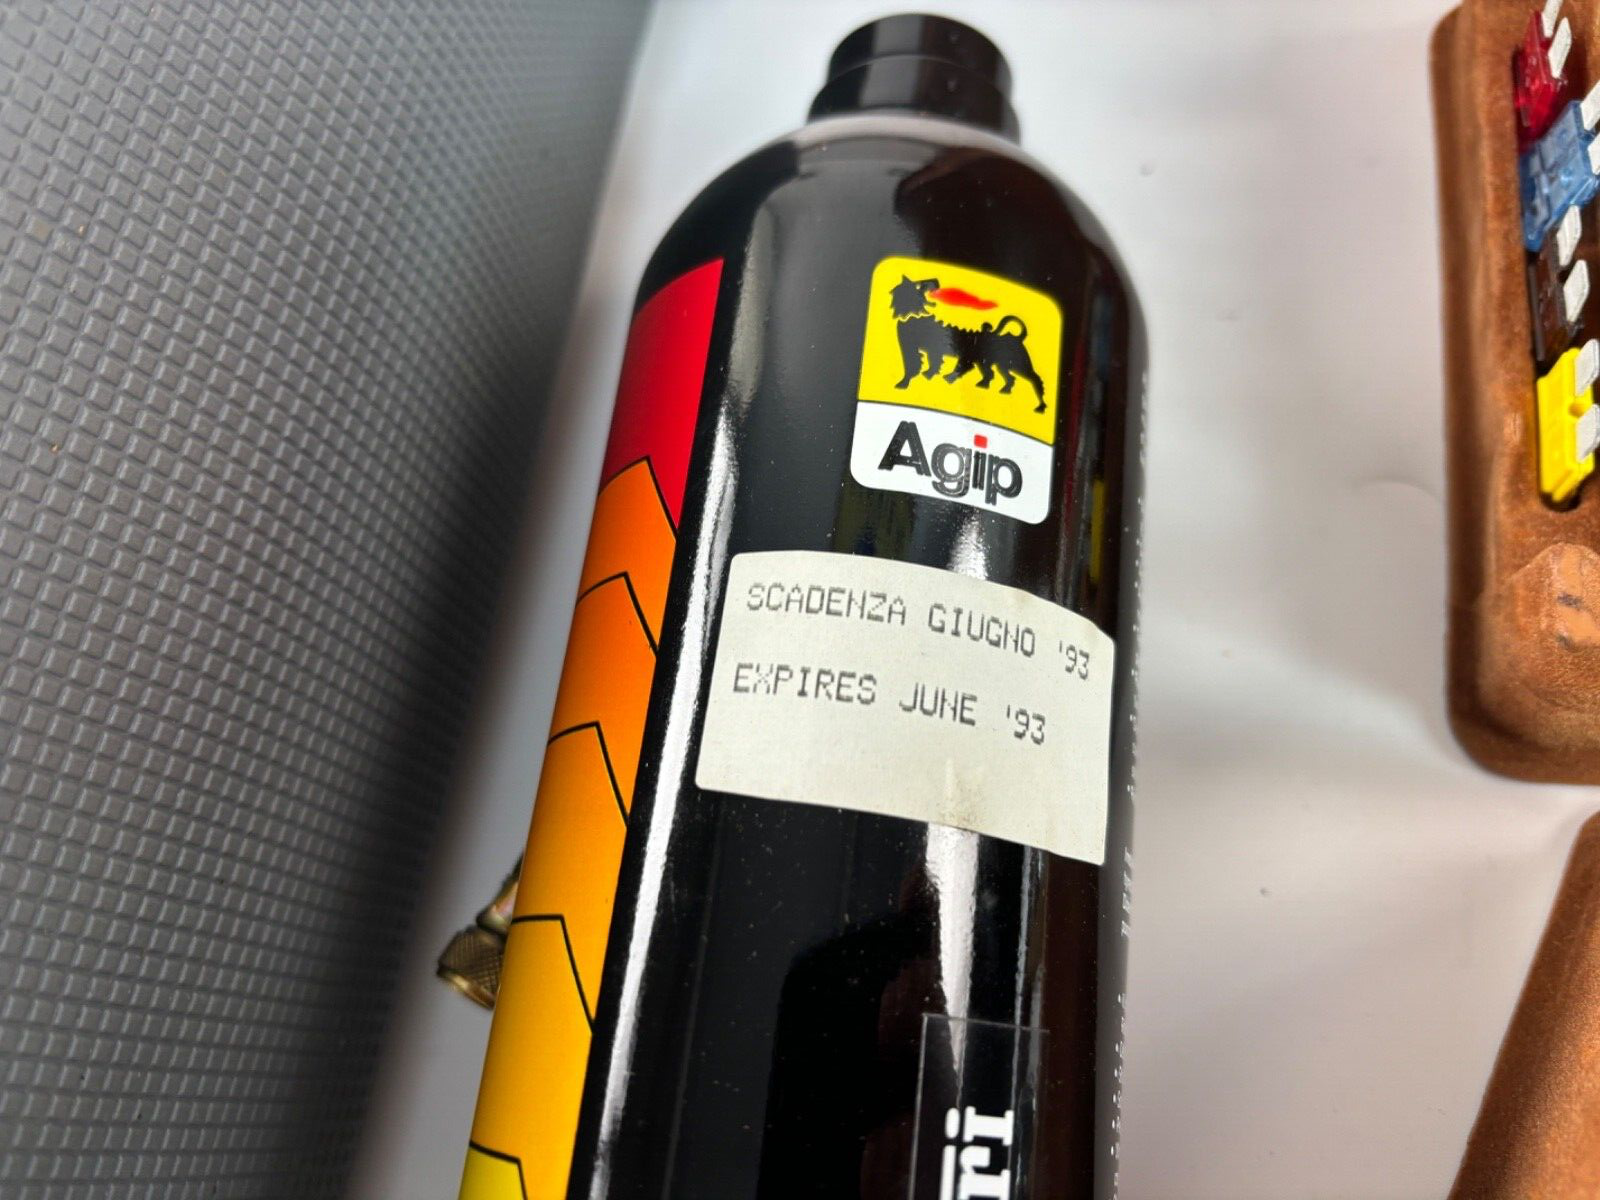 Agip
SCADENZA GIUGNO '93
EXPIRES JUNE '93